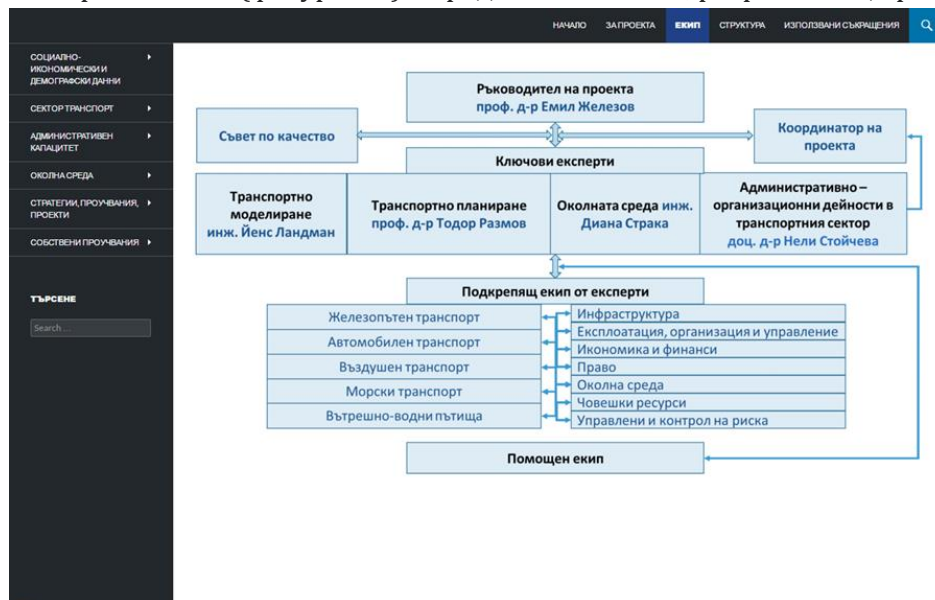 НАЧАЛО ЗА ПРОЕКТА ЕКИП СТРУКТУРА ИЗПОЛЗВАНИ СЪКРАЩЕНИЯ
СОЦИАЛНО-
ИКОНОМИЧЕСКИ И
ДЕМОГРАФСКИ ДАННИ
СЕКТОР ТРАНСПОРТ
АДМИНИСТРАТИВЕН
КАПАЦИТЕТ
ОКОЛНА СРЕДА
СТРАТЕГИИ, ПРОУЧВАНИЯ,
ПРОЕКТИ
СОБСТВЕНИ ПРОУЧВАНИЯ
ТЪРСЕНЕ
Search ...
Ръководител на проекта
проф. д-р Емил Железов
Съвет по качество
Координатор на
проекта
Ключови експерти
Транспортно
моделиране
инж. Йенс Ландман
Транспортно планиране
проф. д-р Тодор Размов
Околната среда инж.
Диана Страка
Административно –
организационни дейности в
транспортния сектор
доц. д-р Нели Стойчева
Подкрепящ екип от експерти
Железопътен транспорт
Автомобилен транспорт
Въздушен транспорт
Морски транспорт
Вътрешно-водни пътища
Инфраструктура
Експлоатация, организация и управление
Икономика и финанси
Право
Околна среда
Човешки ресурси
Управлени и контрол на риска
Помощен екип